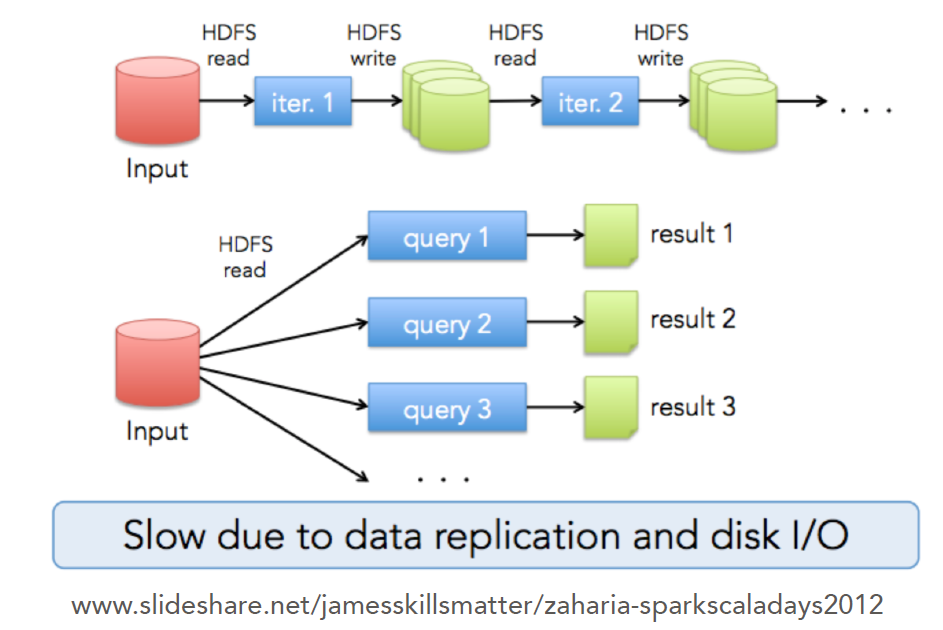 HDFS
read
HDFS
write
HDFS
read
HDFS
write
iter. 1
iter. 2
. . .
Input
HDFS
read
query 1
result 1
query 2
result 2
query 3
result 3
Input
. . .
Slow due to data replication and disk I/O
www.slideshare.net/jamesskillsmatter/zaharia-sparkscaladays2012